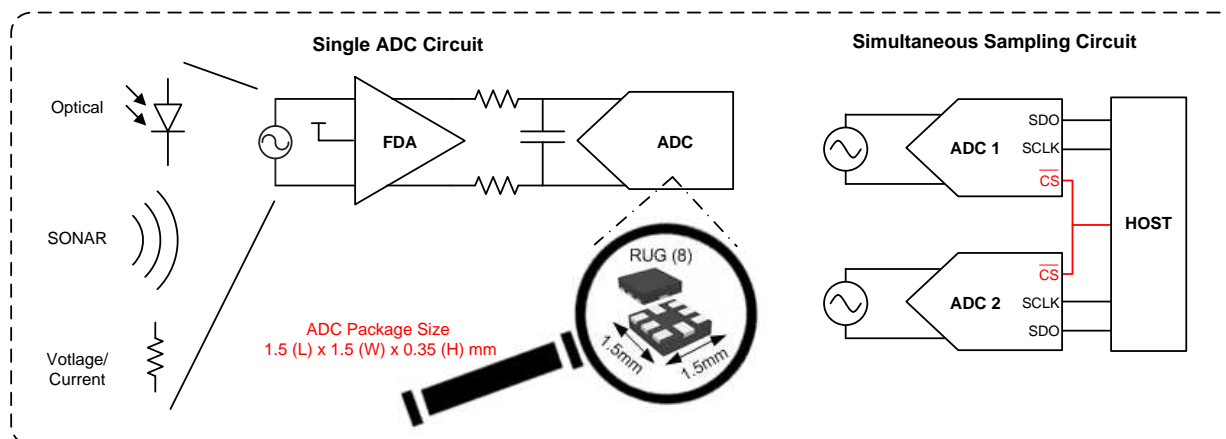 Single ADC Circuit
Simultaneous Sampling Circuit
Optical
SONAR
Votlage/
Current
FDA
ADC
RUG (8)
1.5mm
1.5mm
ADC Package Size
1.5 (L) x 1.5 (W) x 0.35 (H) mm
ADC 1
SDO
SCLK
CS
HOST
ADC 2
CS
SCLK
SDO